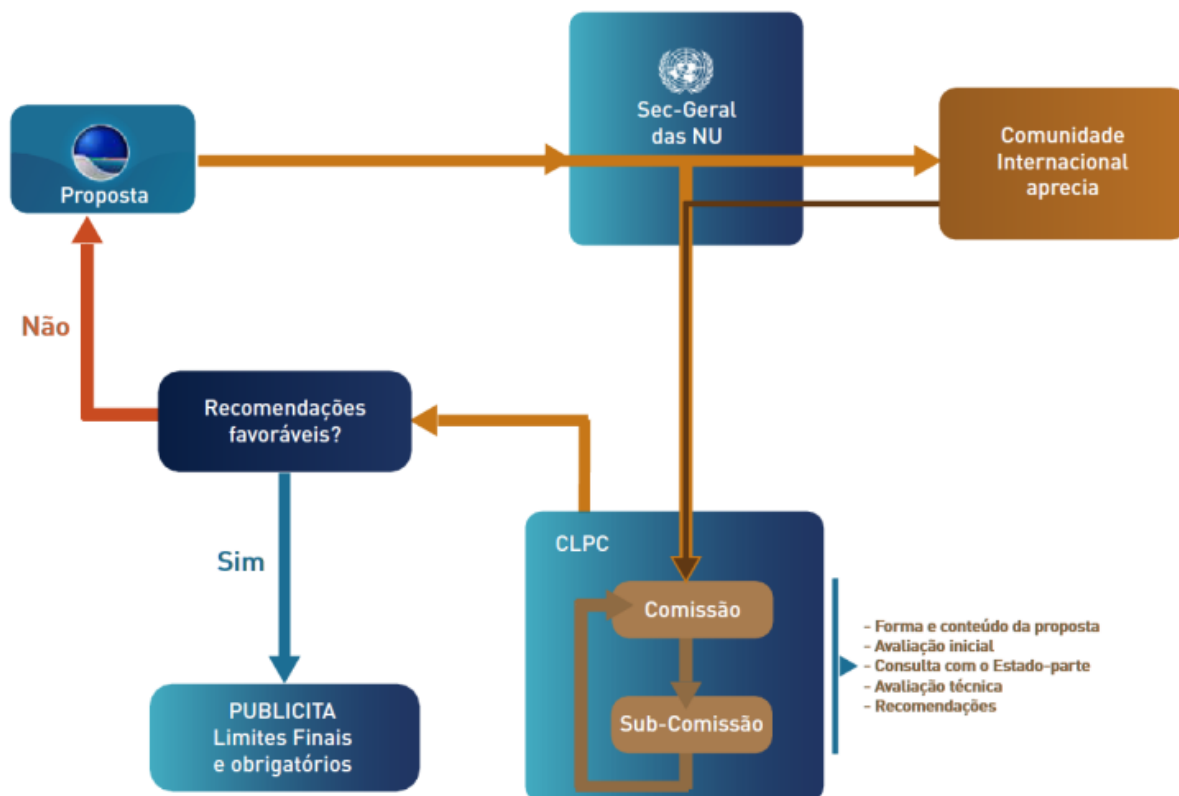 Proposta
Sec-Geral
das NU
Comunidade
Internacional
aprecia
Não
Recomendações
favoráveis?
Sim
PUBLICITA
Limites Finais
e obrigatórios
CLPC
Comissão
Sub-Comissão
- Forma e conteúdo da proposta
- Avaliação inicial
- Consulta com o Estado-parte
- Avaliação técnica
- Recomendações